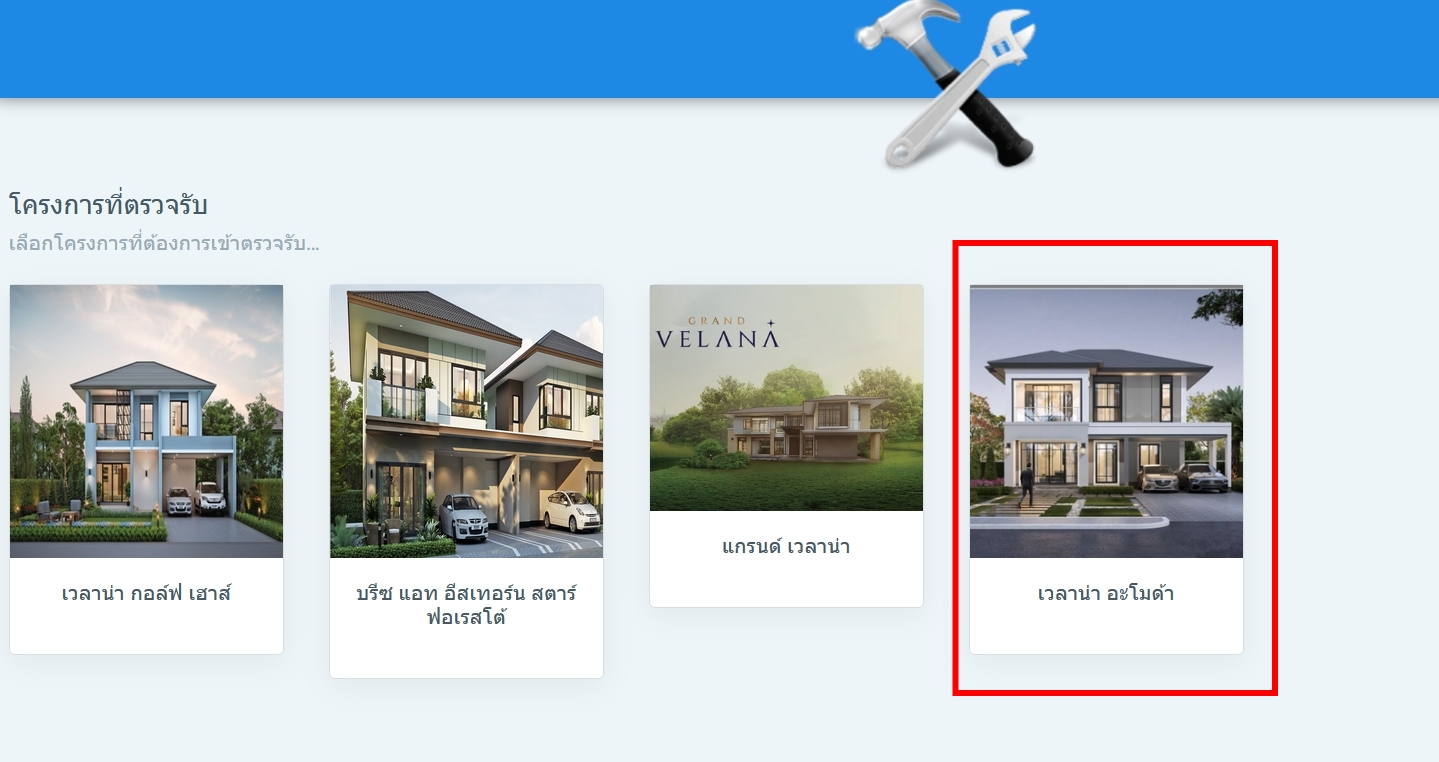 โครงการที่ตรวจรับ
เลือกโครงการที่ต้องการเข้าตรวจรับ...
GRAND
VELANA
เวลาน่า กอล์ฟ เฮาส์
บรีซ แอท อีสเทอร์น สตาร์
ฟอเรสโต้
แกรนด์ เวลาน่า
เวลาน่า อะโมด้า